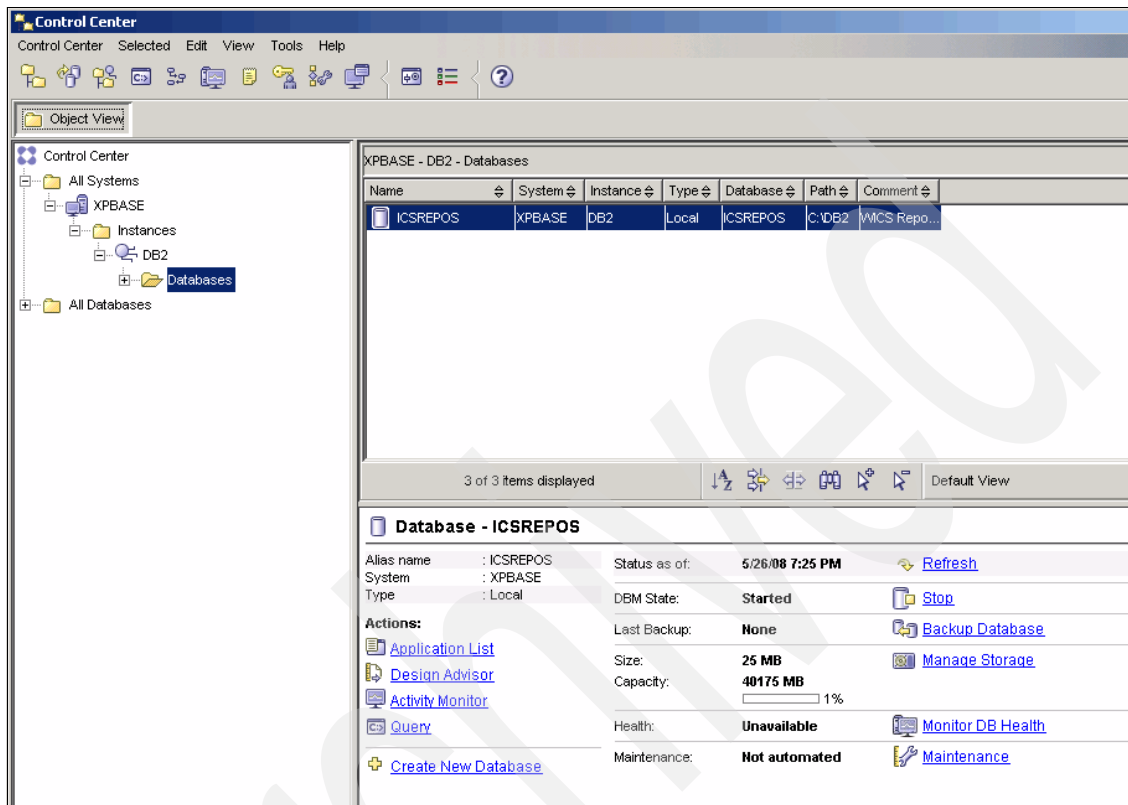 Control Center
Control Center Selected Edit View Tools Help
Object View
Control Center
All Systems
XPBASE
Instances
DB2
Databases
All Databases
XPBASE - DB2 - Databases
Name System Instance Type Database Path Comment
ICSREPOS XPBASE DB2 Local ICSREPOS C:\DB2 WICS Repo...
3 of 3 items displayed Default View
Database - ICSREPOS
Alias name : ICSREPOS
System : XPBASE
Type : Local
Actions:
Application List
Design Advisor
Activity Monitor
Query
Create New Database
Status as of: 5/26/08 7:25 PM Refresh
DBM State: Started Stop
Last Backup: None Backup Database
Size: 25 MB Manage Storage
Capacity: 40175 MB
1%
Health: Unavailable Monitor DB Health
Maintenance: Not automated Maintenance